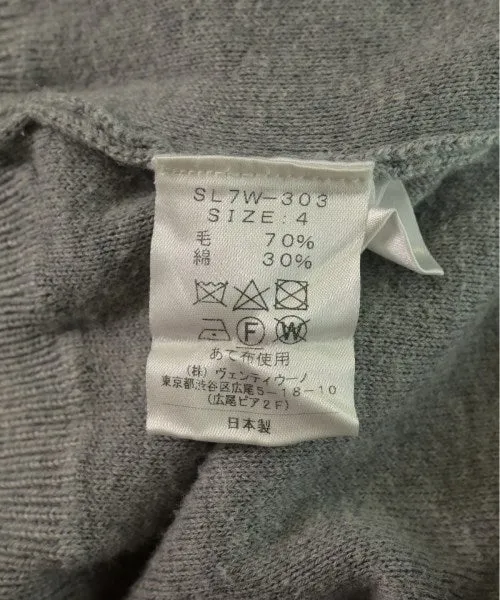 SL7W-303
SIZE:4
毛 70%
綿 30%
F W
あて布使用
(株)ヴェンティウーノ
東京都渋谷区広尾5-18-10
(広尾ピア2F)
日本製